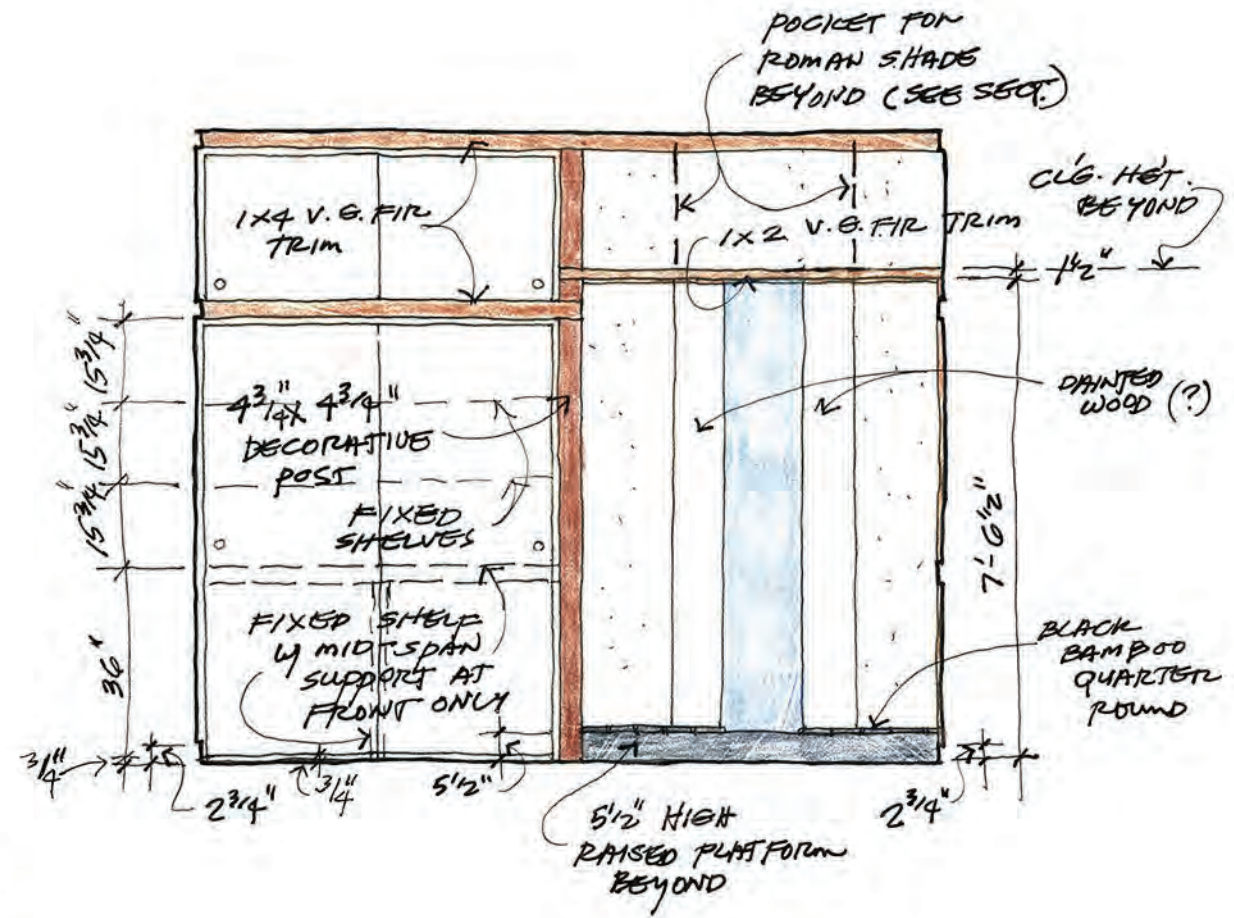 POCKET FOR
ROMAN SHADE
BEYOND (SEE SECT.)
CL'G. HGT.
BEYOND
1X4 V.G. FIR
TRIM
1X2 V.G. FIR TRIM
1½"
15¾"
15¾"
15¾"
36"
¾"
2¾"
¾"
5½"
4¾" X 4¾"
DECORATIVE
POST
FIXED
SHELVES
FIXED SHELF
W/ MID-SPAN
SUPPORT AT
FRONT ONLY
PAINTED
WOOD (?)
7'-6½"
BLACK
BAMBOO
QUARTER
ROUND
2¾"
5½" HIGH
RAISED PLATFORM
BEYOND